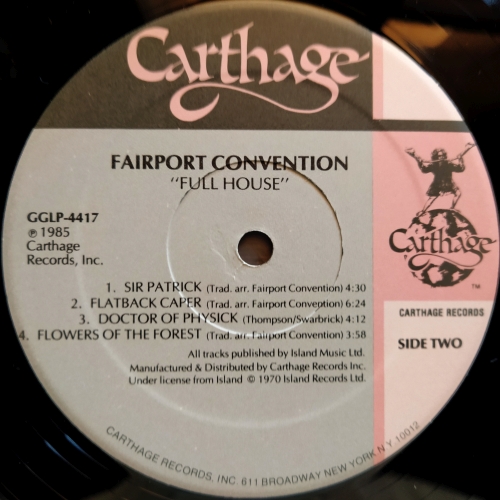 Carthage
FAIRPORT CONVENTION
"FULL HOUSE"
GGLP-4417
℗ 1985
Carthage
Records, Inc.
Carthage
TM
1. SIR PATRICK (Trad. arr. Fairport Convention) 4:30
2. FLATBACK CAPER (Trad. arr. Fairport Convention) 6:24
3. DOCTOR OF PHYSICK (Thompson/Swarbrick) 4:12
4. FLOWERS OF THE FOREST (Trad. arr. Fairport Convention) 3:58
CARTHAGE RECORDS
SIDE TWO
All tracks published by Island Music Ltd.
Manufactured & Distributed by Carthage Records Inc.
Under license from Island © 1970 Island Records Ltd.
CARTHAGE RECORDS, INC. 611 BROADWAY NEW YORK N.Y. 10012